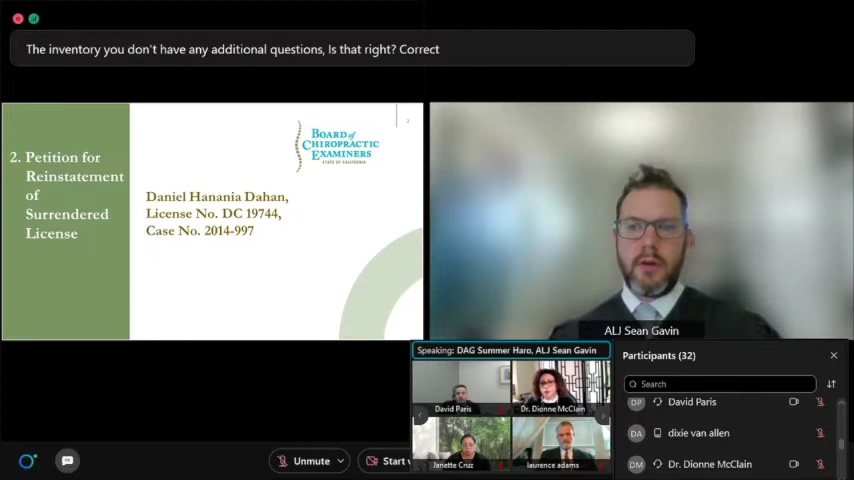 The inventory you don't have any additional questions, Is that right? Correct
2
2. Petition for
Reinstatement
of
Surrendered
License
BOARD of
CHIROPRACTIC
EXAMINERS
STATE OF CALIFORNIA
Daniel Hanania Dahan,
License No. DC 19744,
Case No. 2014-997
ALJ Sean Gavin
Speaking: DAG Summer Haro, ALJ Sean Gavin
David Paris
Dr. Dionne McClain
Janette Cruz
laurence adams
Participants (32)
Search
DP David Paris
DA dixie van allen
DM Dr. Dionne McClain
Unmute
Start v